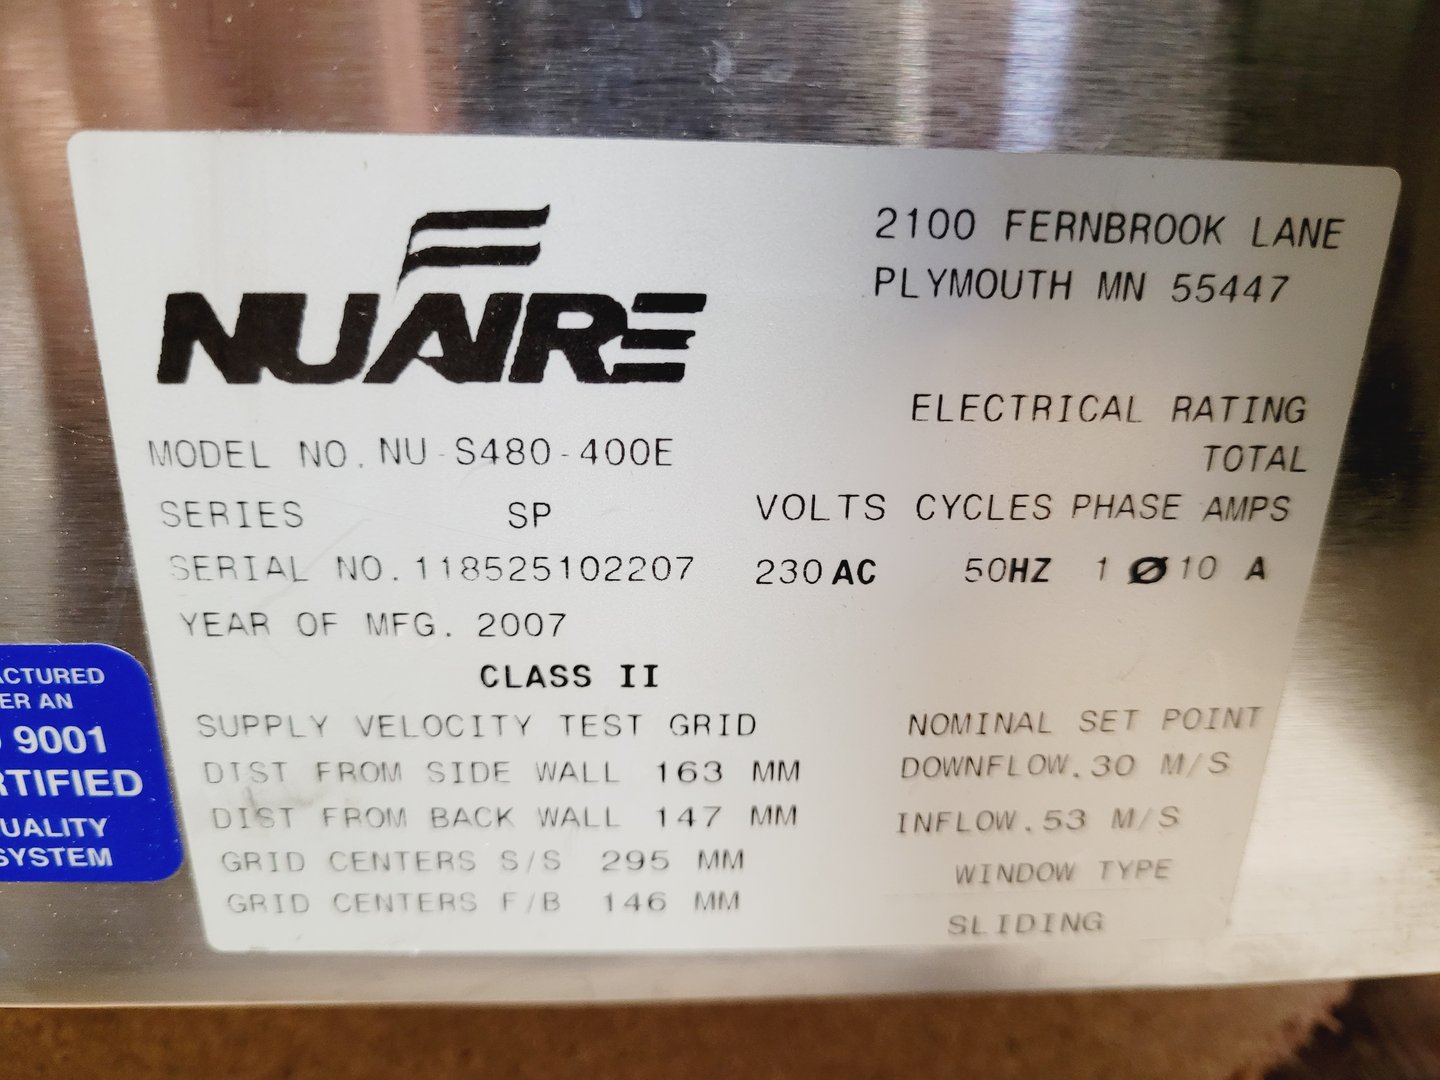 NUAIRE
2100 FERNBROOK LANE
PLYMOUTH MN 55447
MODEL NO. NU-S480-400E
SERIES SP
SERIAL NO. 118525102207
YEAR OF MFG. 2007
CLASS II
ELECTRICAL RATING
TOTAL
VOLTS CYCLES PHASE AMPS
230 AC 50HZ 1 Ø 10 A
SUPPLY VELOCITY TEST GRID
DIST FROM SIDE WALL 163 MM
DIST FROM BACK WALL 147 MM
GRID CENTERS S/S 295 MM
GRID CENTERS F/B 146 MM
NOMINAL SET POINT
DOWNFLOW .30 M/S
INFLOW .53 M/S
WINDOW TYPE
SLIDING
ACTURED
ER AN
9001
RTIFIED
UALITY
SYSTEM